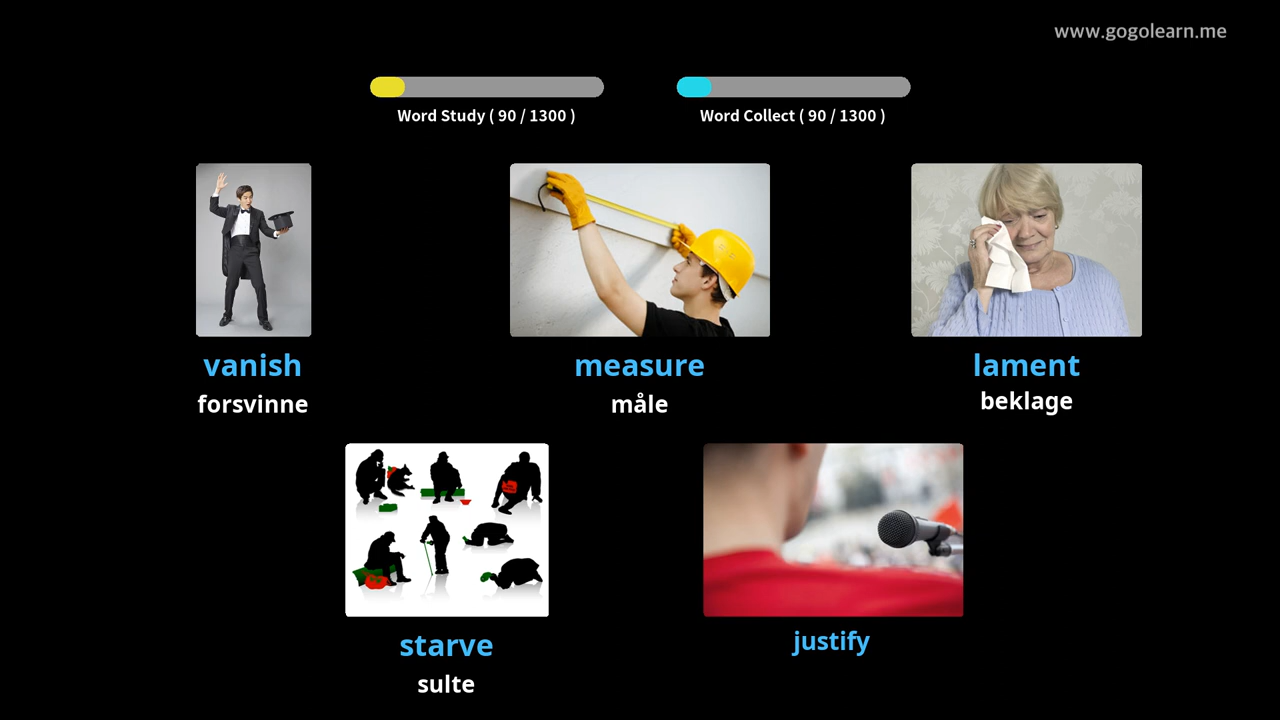 www.gogolearn.me
Word Study ( 90 / 1300 )
Word Collect ( 90 / 1300 )
vanish
forsvinne
measure
måle
lament
beklage
starve
sulte
justify